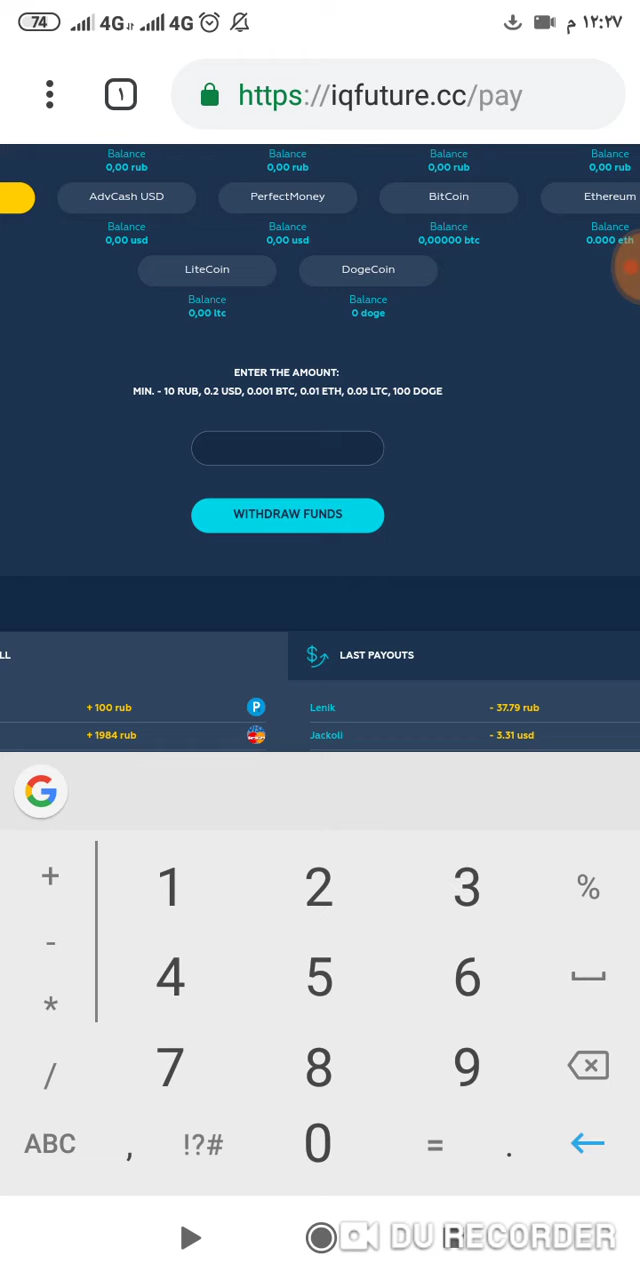 74 4G 4G ١٢:٢٧ م
١ https://iqfuture.cc/pay
Balance Balance Balance Balance
0,00 rub 0,00 rub 0,00 rub 0,00 rub
AdvCash USD PerfectMoney BitCoin Ethereum
Balance Balance Balance Balance
0,00 usd 0,00 usd 0,00000 btc 0.000 eth
LiteCoin DogeCoin
Balance Balance
0,00 ltc 0 doge
ENTER THE AMOUNT:
MIN. - 10 RUB, 0.2 USD, 0.001 BTC, 0.01 ETH, 0.05 LTC, 100 DOGE
WITHDRAW FUNDS
LL LAST PAYOUTS
+ 100 rub P Lenik - 37.79 rub
+ 1984 rub Jackoli - 3.31 usd
G
+ 1 2 3 %
-
4 5 6
*
/ 7 8 9
ABC , !?# 0 = .
DU RECORDER